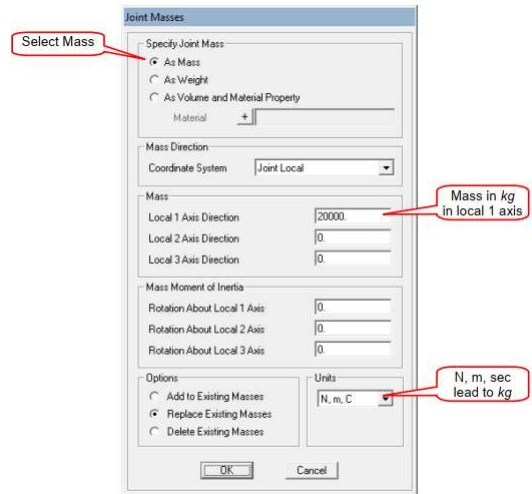 Joint Masses
Select Mass
Specify Joint Mass
As Mass
As Weight
As Volume and Material Property
Material +
Mass Direction
Coordinate System Joint Local
Mass
Local 1 Axis Direction 20000.
Local 2 Axis Direction 0.
Local 3 Axis Direction 0.
Mass in kg
in local 1 axis
Mass Moment of Inertia
Rotation About Local 1 Axis 0.
Rotation About Local 2 Axis 0.
Rotation About Local 3 Axis 0.
Options
Add to Existing Masses
Replace Existing Masses
Delete Existing Masses
Units
N, m, C
N, m, sec
lead to kg
OK Cancel